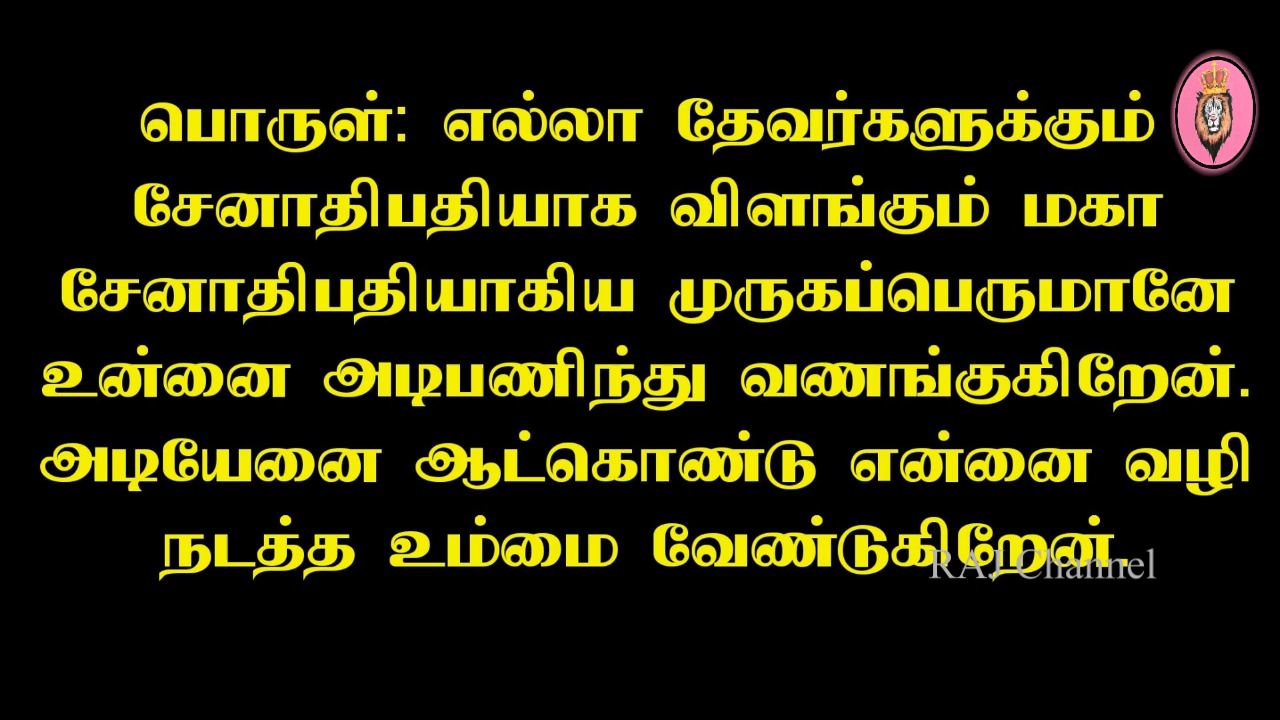 பொருள்: எல்லா தேவர்களுக்கும்
சேனாதிபதியாக விளங்கும் மகா
சேனாதிபதியாகிய முருகப்பெருமானே
உன்னை அடிபணிந்து வணங்குகிறேன்.
அடியேனை ஆட்கொண்டு என்னை வழி
நடத்த உம்மை வேண்டுகிறேன்.
RAJ Channel